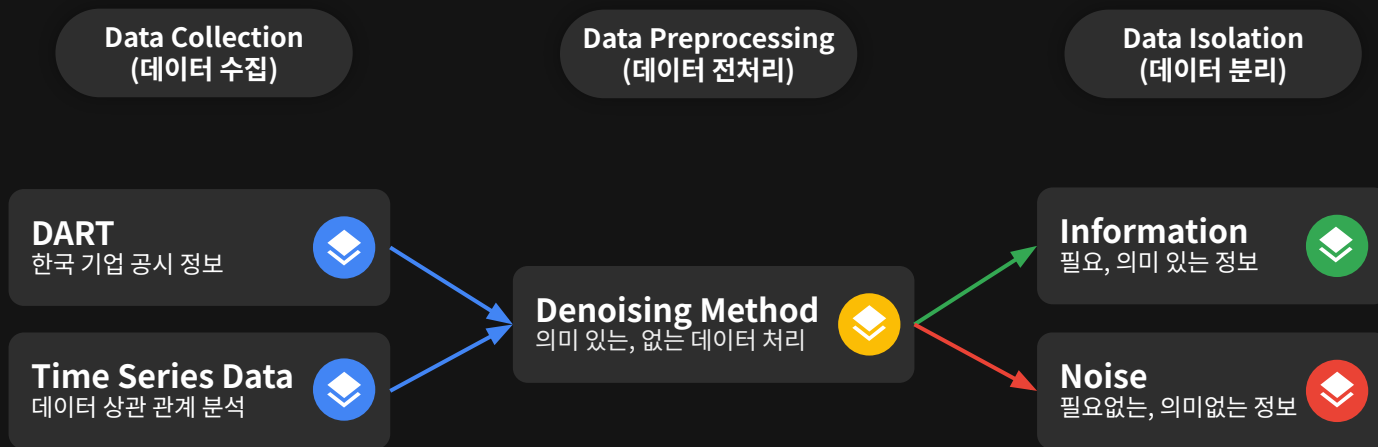 Data Collection
(데이터 수집)
Data Preprocessing
(데이터 전처리)
Data Isolation
(데이터 분리)
DART
한국 기업 공시 정보
Time Series Data
데이터 상관 관계 분석
Denoising Method
의미 있는, 없는 데이터 처리
Information
필요, 의미 있는 정보
Noise
필요없는, 의미없는 정보